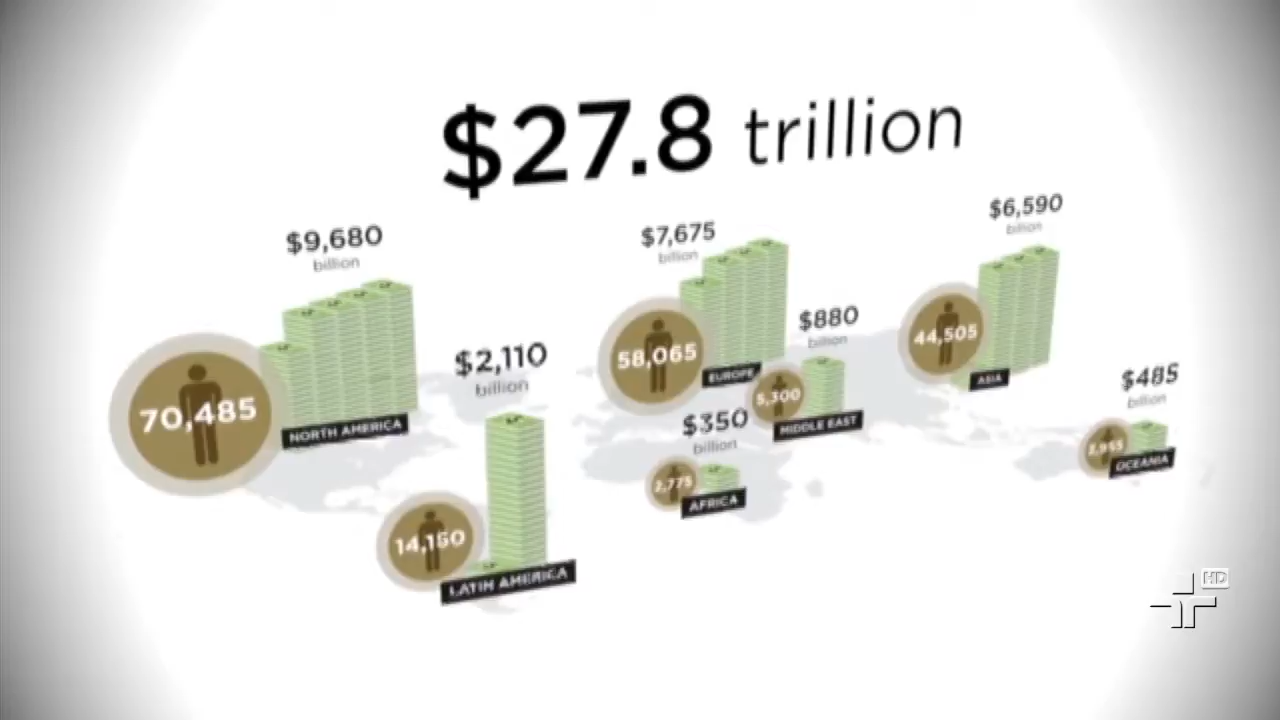 $27.8 trillion
$9,680
billion
70,485
NORTH AMERICA
$2,110
billion
14,150
LATIN AMERICA
$7,675
billion
58,065
EUROPE
$880
billion
5,300
MIDDLE EAST
$350
billion
2,775
AFRICA
$6,590
billion
44,505
ASIA
$485
billion
OCEANIA
HD